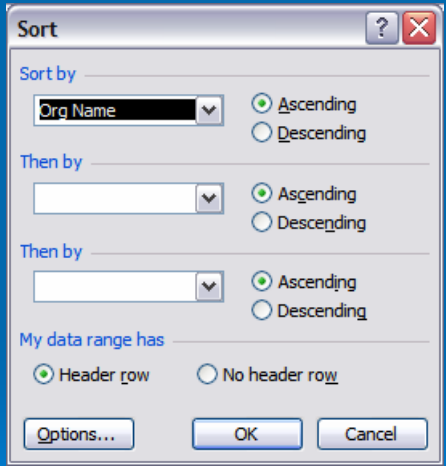 Sort
?
X
Sort by
Org Name
Ascending
Descending
Then by
Ascending
Descending
Then by
Ascending
Descending
My data range has
Header row
No header row
Options...
OK
Cancel